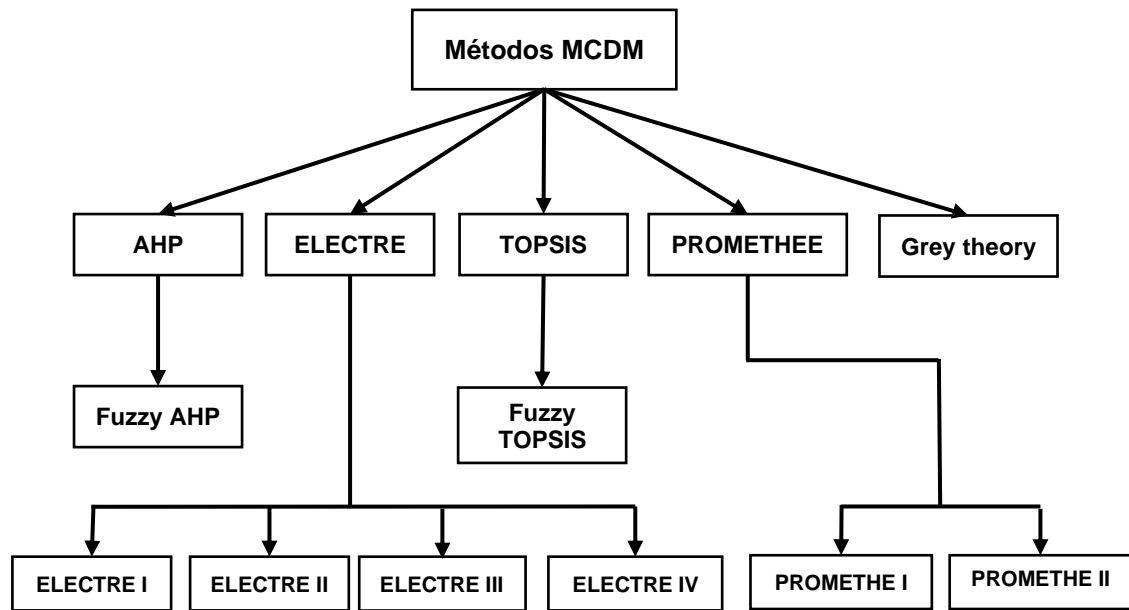 Métodos MCDM
AHP
ELECTRE
TOPSIS
PROMETHEE
Grey theory
Fuzzy AHP
Fuzzy
TOPSIS
ELECTRE I
ELECTRE II
ELECTRE III
ELECTRE IV
PROMETHE I
PROMETHE II